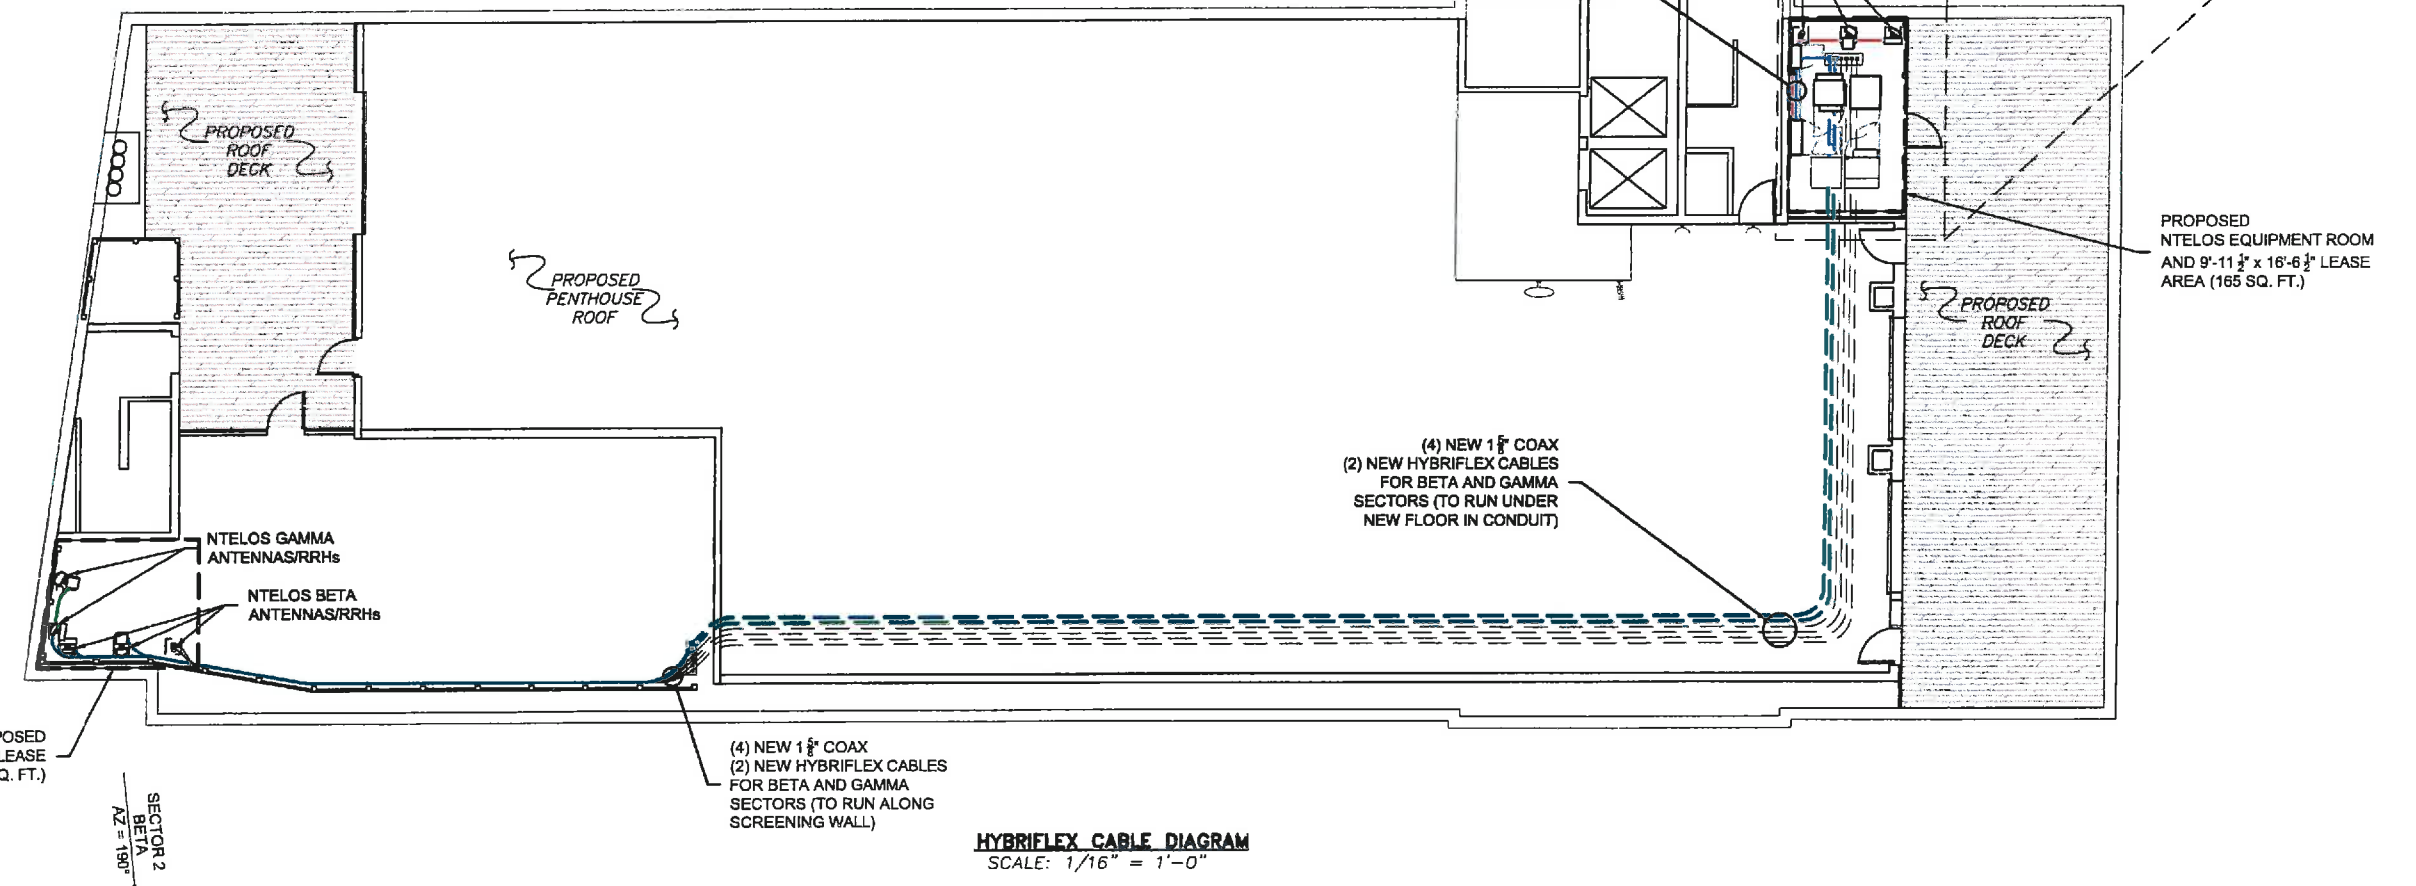 PROPOSED
ROOF
DECK
PROPOSED
PENTHOUSE
ROOF
PROPOSED
NTELOS EQUIPMENT ROOM
AND 9'-11 1/2" x 16'-6 1/2" LEASE
AREA (165 SQ. FT.)
PROPOSED
ROOF
DECK
(4) NEW 1 5/8" COAX
(2) NEW HYBRIFLEX CABLES
FOR BETA AND GAMMA
SECTORS (TO RUN UNDER
NEW FLOOR IN CONDUIT)
NTELOS GAMMA
ANTENNAS/RRHs
NTELOS BETA
ANTENNAS/RRHs
POSED
LEASE
Q. FT.)
(4) NEW 1 5/8" COAX
(2) NEW HYBRIFLEX CABLES
FOR BETA AND GAMMA
SECTORS (TO RUN ALONG
SCREENING WALL)
SECTOR 2
BETA
AZ = 190°
HYBRIFLEX CABLE DIAGRAM
SCALE: 1/16" = 1'-0"